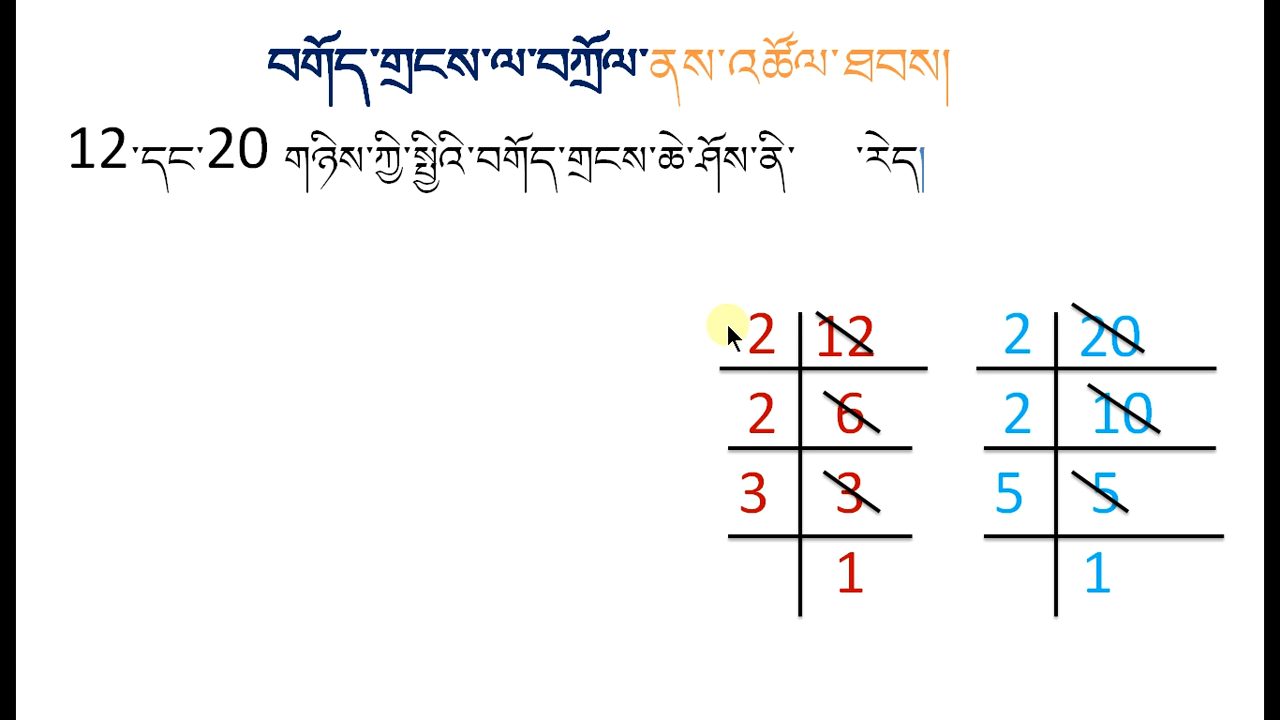 བགོད་གྲངས་ལ་བཀྲོལ་ནས་འཚོལ་ཐབས།
12་དང་20 གཉིས་ཀྱི་སྤྱིའི་བགོད་གྲངས་ཆེ་ཤོས་ནི་ ་རེད།
2 12 2 20
2 6 2 10
3 3 5 5
1 1